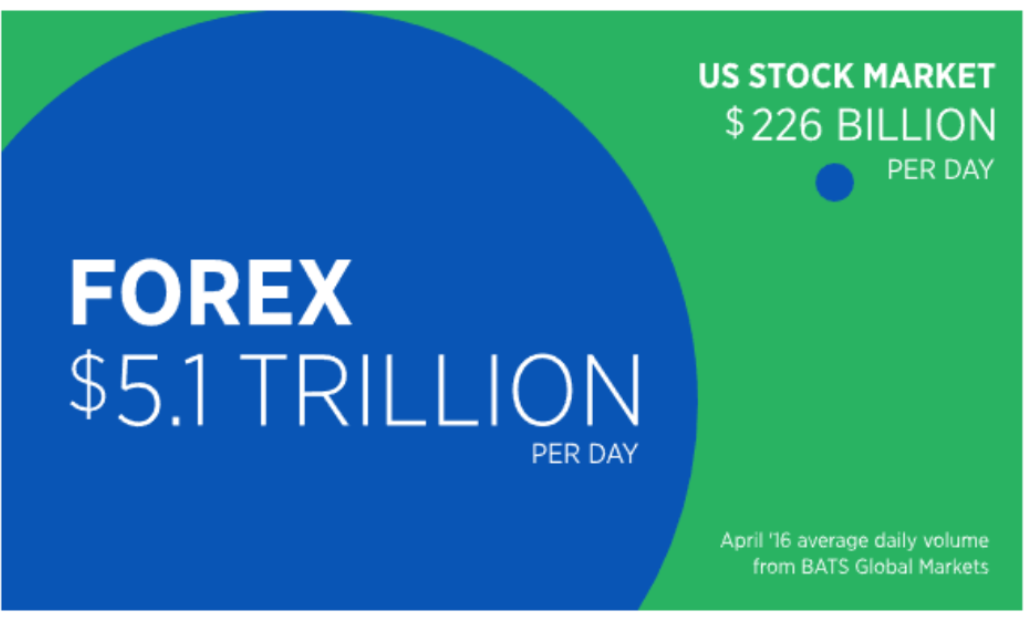 US STOCK MARKET
$226 BILLION
PER DAY
FOREX
$5.1 TRILLION
PER DAY
April '16 average daily volume
from BATS Global Markets